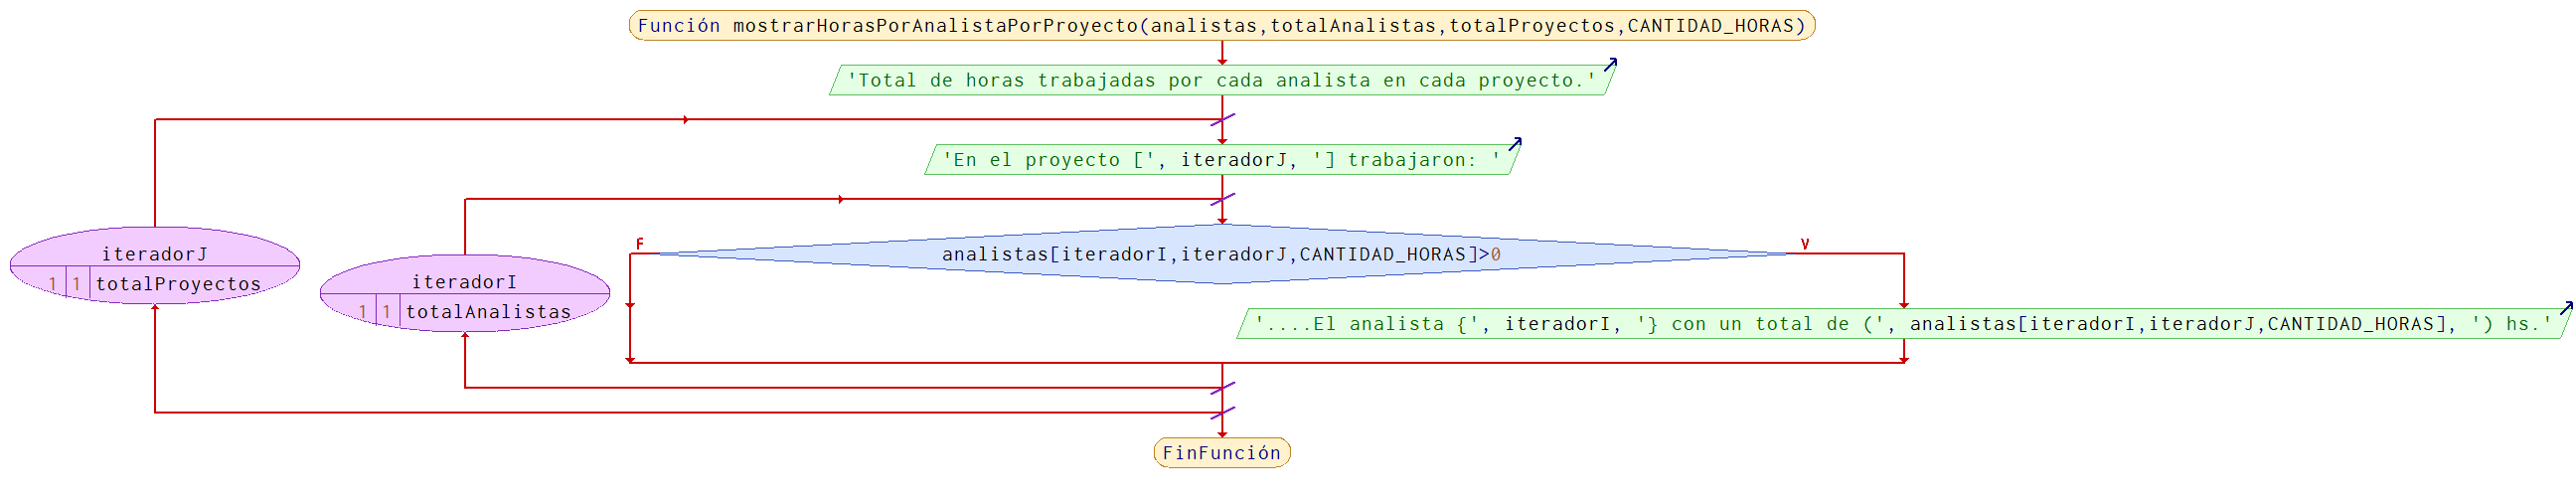 Función mostrarHorasPorAnalistaPorProyecto(analistas,totalAnalistas,totalProyectos,CANTIDAD_HORAS)
'Total de horas trabajadas por cada analista en cada proyecto.'
'En el proyecto [', iteradorJ, '] trabajaron: '
iteradorJ
1 1 totalProyectos
iteradorI
1 1 totalAnalistas
F
analistas[iteradorI,iteradorJ,CANTIDAD_HORAS]>0
V
'....El analista {', iteradorI, '} con un total de (', analistas[iteradorI,iteradorJ,CANTIDAD_HORAS], ') hs.'
FinFunción